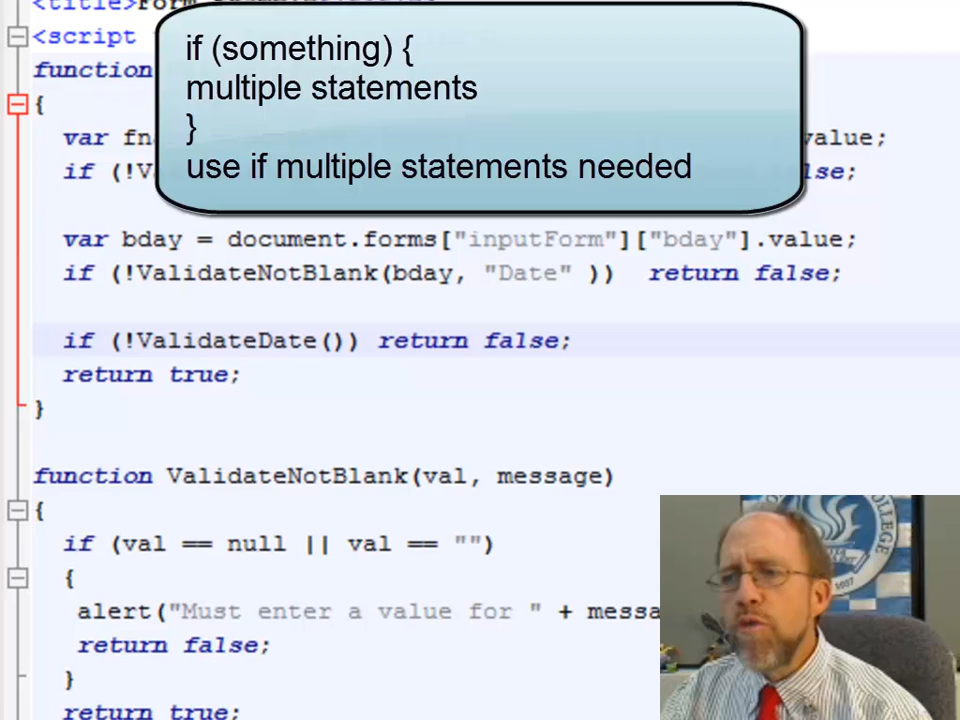 <title>Form
<script
if (something) {
multiple statements
}
use if multiple statements needed
function
{
var value;
if (!V
var bday = document.forms["inputForm"]["bday"].value;
if (!ValidateNotBlank(bday, "Date" )) return false;
if (!ValidateDate()) return false;
return true;
}
function ValidateNotBlank(val, message)
{
if (val == null || val == "")
{
alert("Must enter a value for " + messa
return false;
}
return true;
COLLEGE